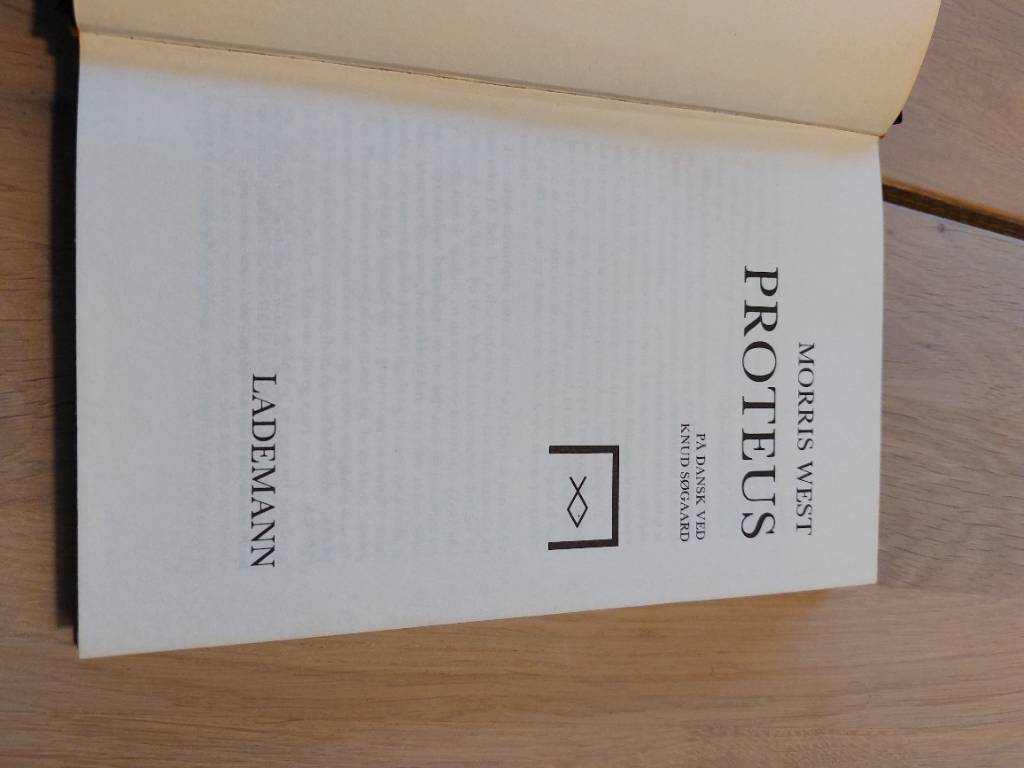 MORRIS WEST
PROTEUS
PÅ DANSK VED
KNUD SØGAARD
LADEMANN